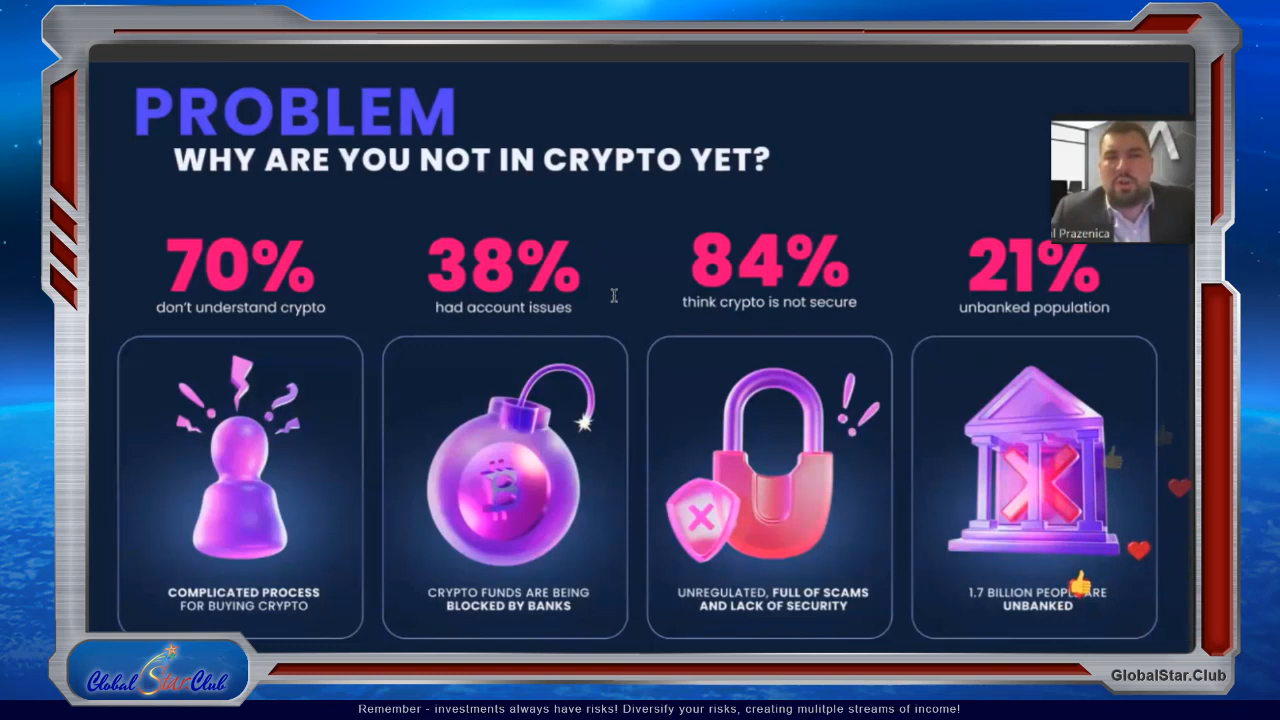 PROBLEM
WHY ARE YOU NOT IN CRYPTO YET?
il Prazenica
70%
don't understand crypto
38%
had account issues
84%
think crypto is not secure
21%
unbanked population
COMPLICATED PROCESS
FOR BUYING CRYPTO
CRYPTO FUNDS ARE BEING
BLOCKED BY BANKS
UNREGULATED, FULL OF SCAMS
AND LACK OF SECURITY
1.7 BILLION PEOPLE ARE
UNBANKED
Global Star Club
GlobalStar.Club
Remember - investments always have risks! Diversify your risks, creating mulitple streams of income!